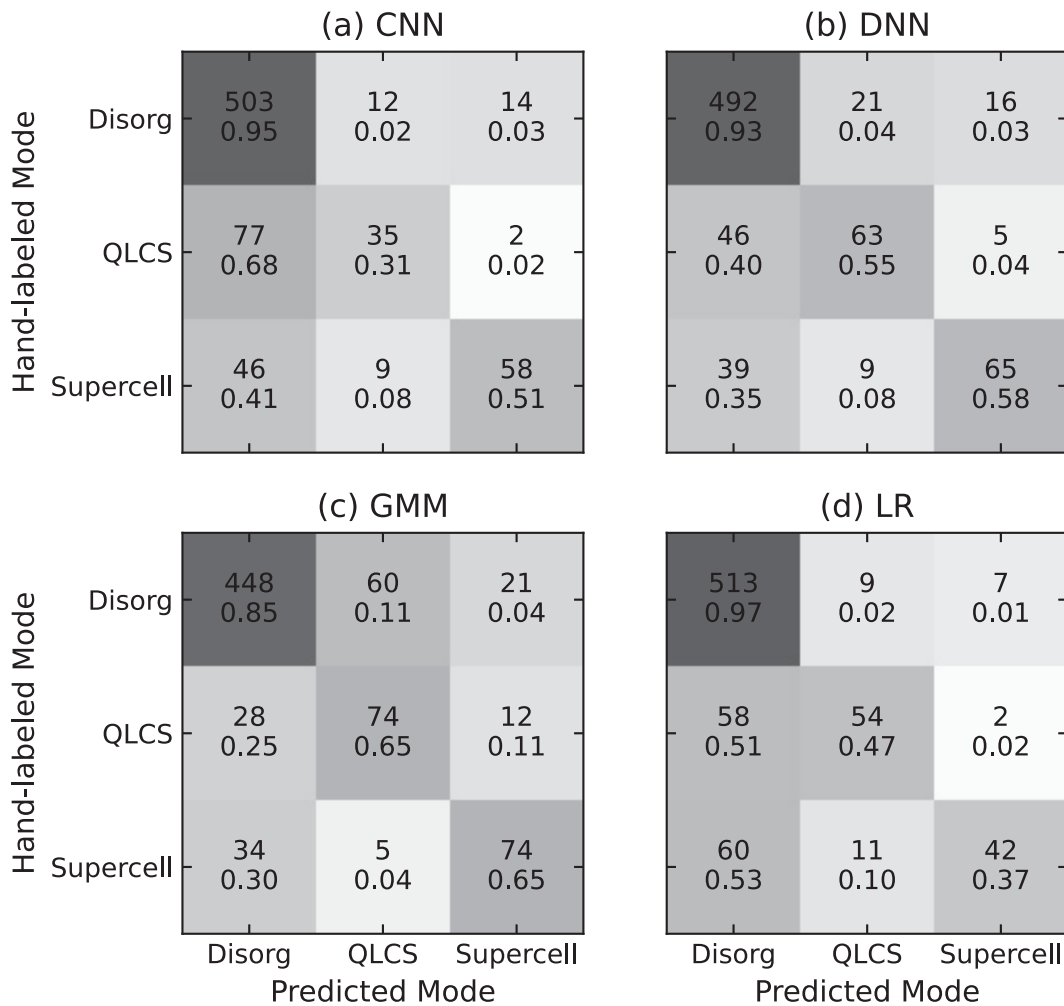 (a) CNN
(b) DNN
Hand-labeled Mode
Disorg
503 12 14
0.95 0.02 0.03
492 21 16
0.93 0.04 0.03
QLCS
77 35 2
0.68 0.31 0.02
46 63 5
0.40 0.55 0.04
Supercell
46 9 58
0.41 0.08 0.51
39 9 65
0.35 0.08 0.58
(c) GMM
(d) LR
Hand-labeled Mode
Disorg
448 60 21
0.85 0.11 0.04
513 9 7
0.97 0.02 0.01
QLCS
28 74 12
0.25 0.65 0.11
58 54 2
0.51 0.47 0.02
Supercell
34 5 74
0.30 0.04 0.65
60 11 42
0.53 0.10 0.37
Disorg QLCS Supercell
Disorg QLCS Supercell
Predicted Mode
Predicted Mode